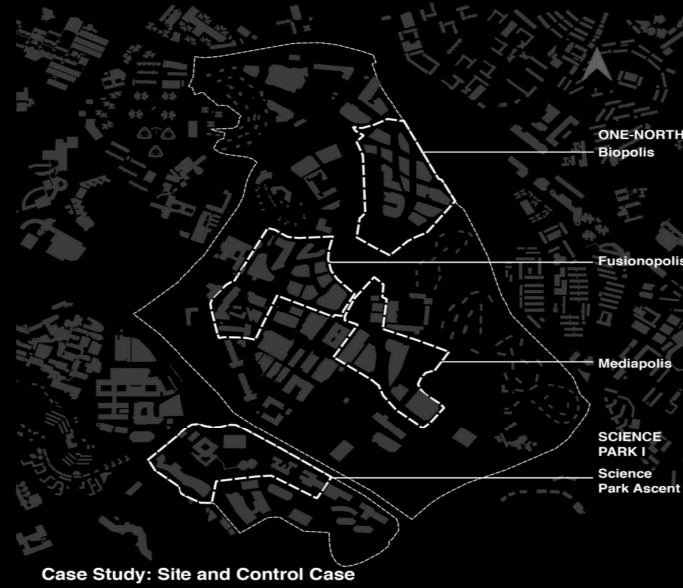 ONE-NORTH
Biopolis
Fusionopolis
Mediapolis
SCIENCE
PARK I
Science
Park Ascent
Case Study: Site and Control Case